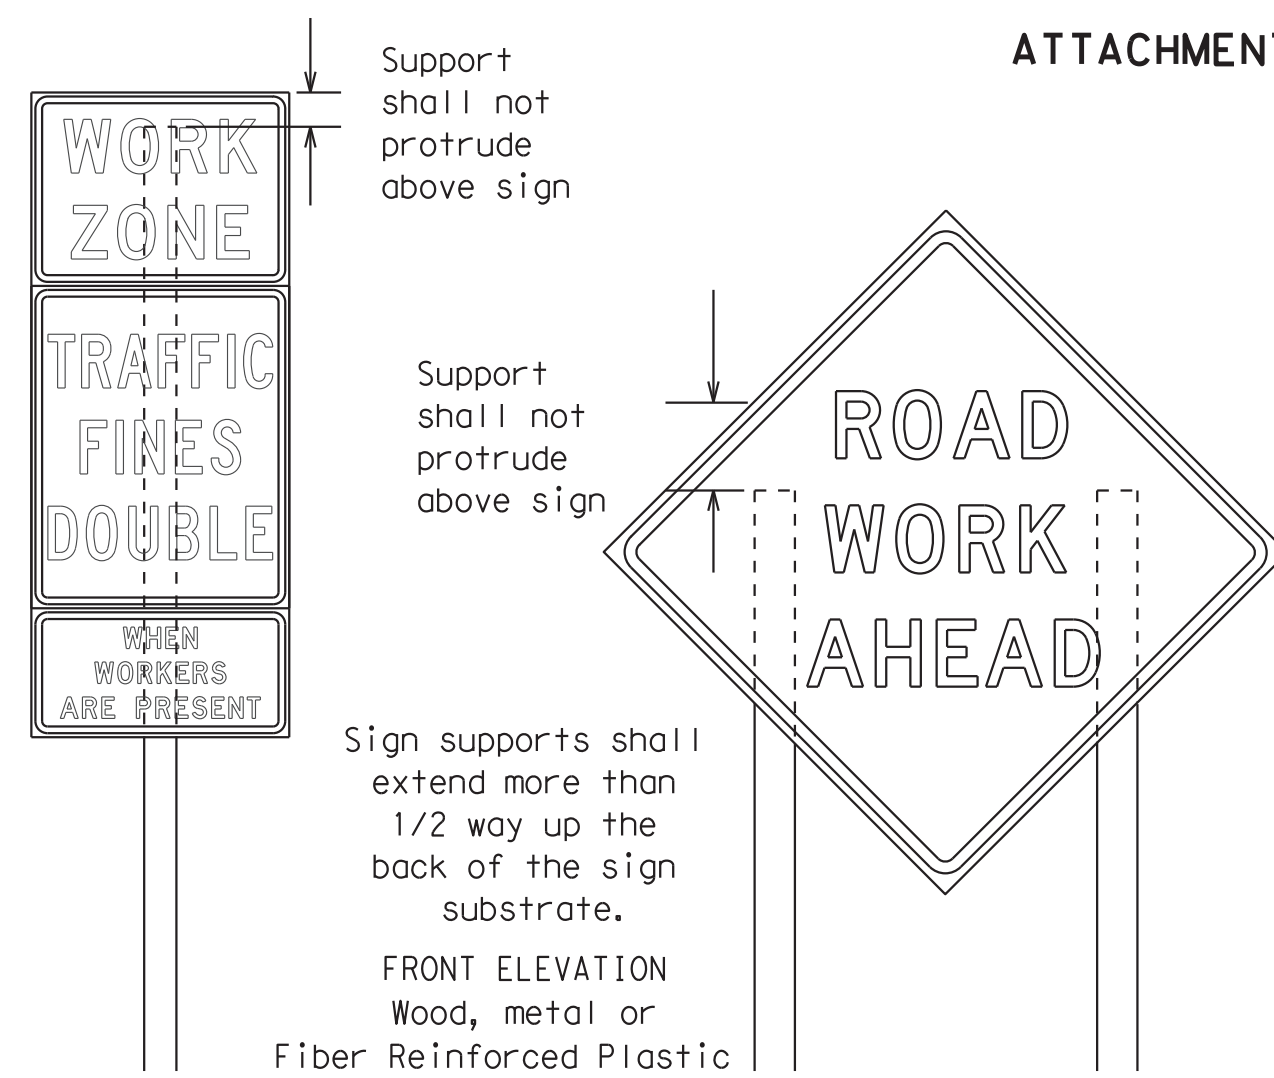 ATTACHMENT
Support
shall not
protrude
above sign
WORK
ZONE
TRAFFIC
FINES
DOUBLE
WHEN
WORKERS
ARE PRESENT
Support
shall not
protrude
above sign
ROAD
WORK
AHEAD
Sign supports shall
extend more than
1/2 way up the
back of the sign
substrate.
FRONT ELEVATION
Wood, metal or
Fiber Reinforced Plastic